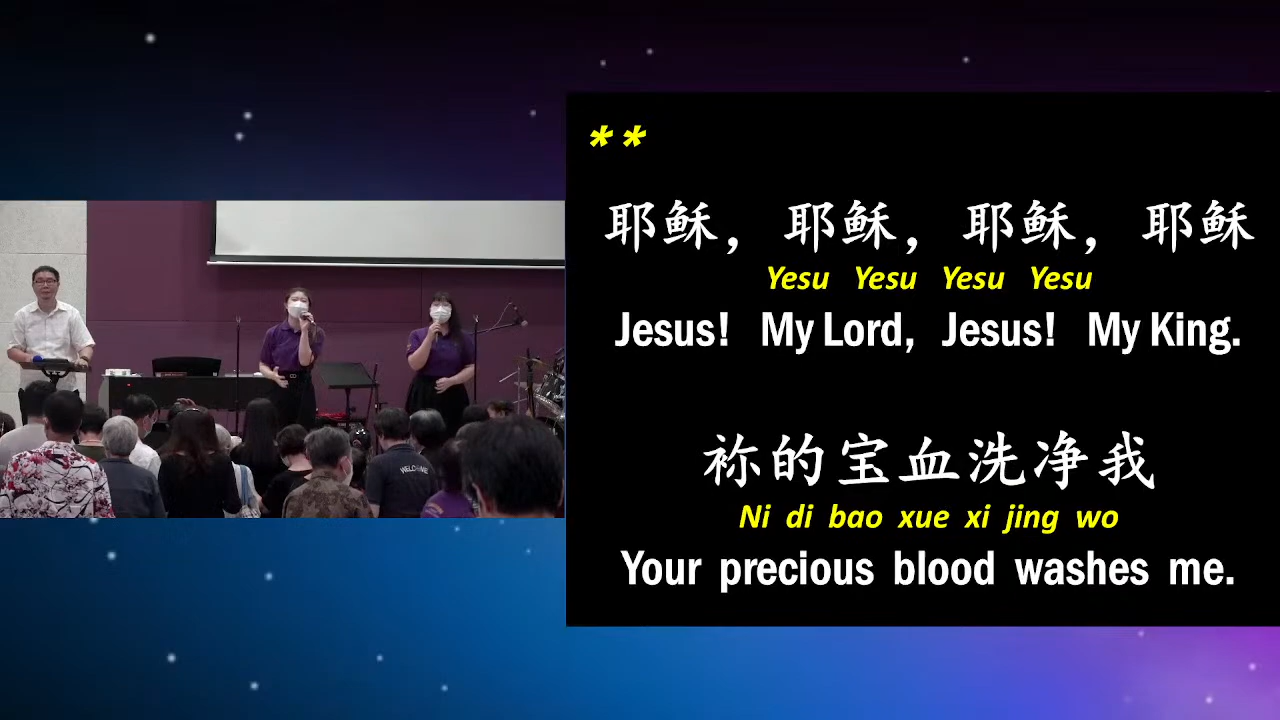 **
耶稣，耶稣，耶稣，耶稣
Yesu Yesu Yesu Yesu
Jesus! My Lord, Jesus! My King.
祢的宝血洗净我
Ni di bao xue xi jing wo
Your precious blood washes me.
WELCOME